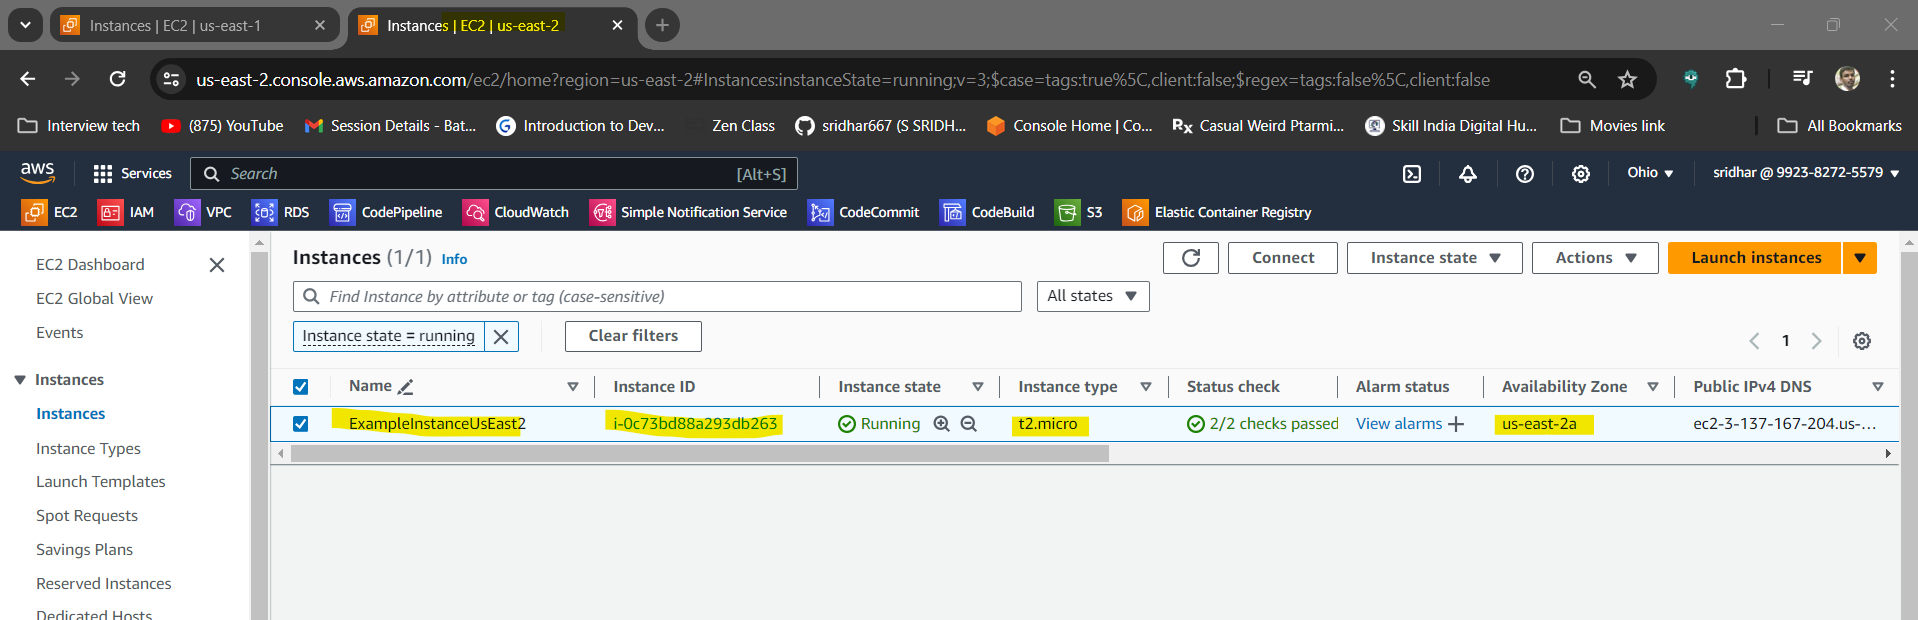 Instances | EC2 | us-east-1
Instances | EC2 | us-east-2
us-east-2.console.aws.amazon.com/ec2/home?region=us-east-2#Instances:instanceState=running;v=3;$case=tags:true%5C,client:false;$regex=tags:false%5C,client:false
Interview tech
(875) YouTube
Session Details - Bat...
Introduction to Dev...
Zen Class
sridhar667 (S SRIDH...
Console Home | Co...
Rx Casual Weird Ptarmi...
Skill India Digital Hu...
Movies link
All Bookmarks
aws
Services
Search
[Alt+S]
Ohio
sridhar @ 9923-8272-5579
EC2
IAM
VPC
RDS
CodePipeline
CloudWatch
Simple Notification Service
CodeCommit
CodeBuild
S3
Elastic Container Registry
EC2 Dashboard
EC2 Global View
Events
Instances
Instances
Instance Types
Launch Templates
Spot Requests
Savings Plans
Reserved Instances
Dedicated Hosts
Instances (1/1) Info
Connect
Instance state
Actions
Launch instances
Find Instance by attribute or tag (case-sensitive)
All states
Instance state = running
Clear filters
1
Name
Instance ID
Instance state
Instance type
Status check
Alarm status
Availability Zone
Public IPv4 DNS
ExampleInstanceUsEast2
i-0c73bd88a293db263
Running
t2.micro
2/2 checks passed
View alarms
us-east-2a
ec2-3-137-167-204.us-...